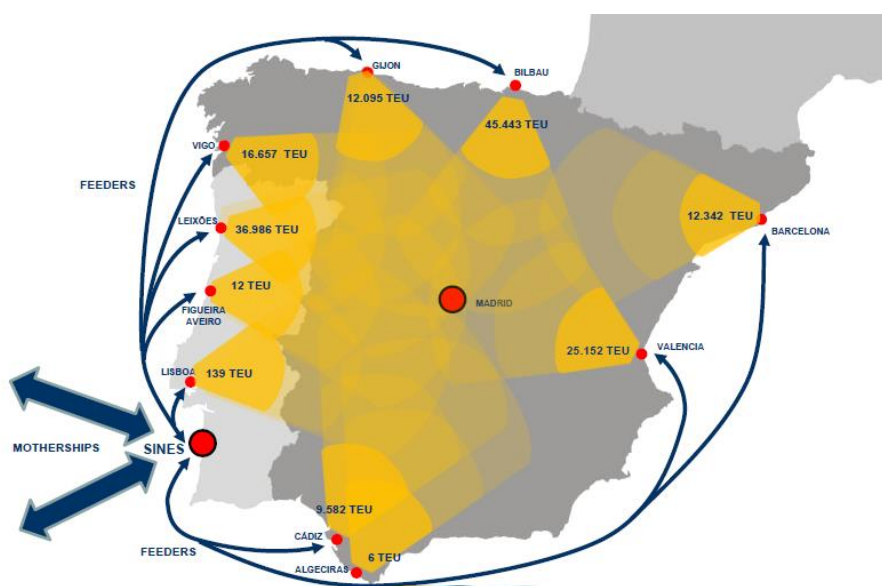 GIJON
BILBAU
12.095 TEU
45.443 TEU
VIGO
16.657 TEU
FEEDERS
LEIXÕES
36.986 TEU
12.342 TEU
BARCELONA
12 TEU
FIGUEIRA
AVEIRO
MADRID
25.152 TEU
VALENCIA
LISBOA
139 TEU
MOTHERSHIPS
SINES
9.582 TEU
CÁDIZ
FEEDERS
6 TEU
ALGECIRAS